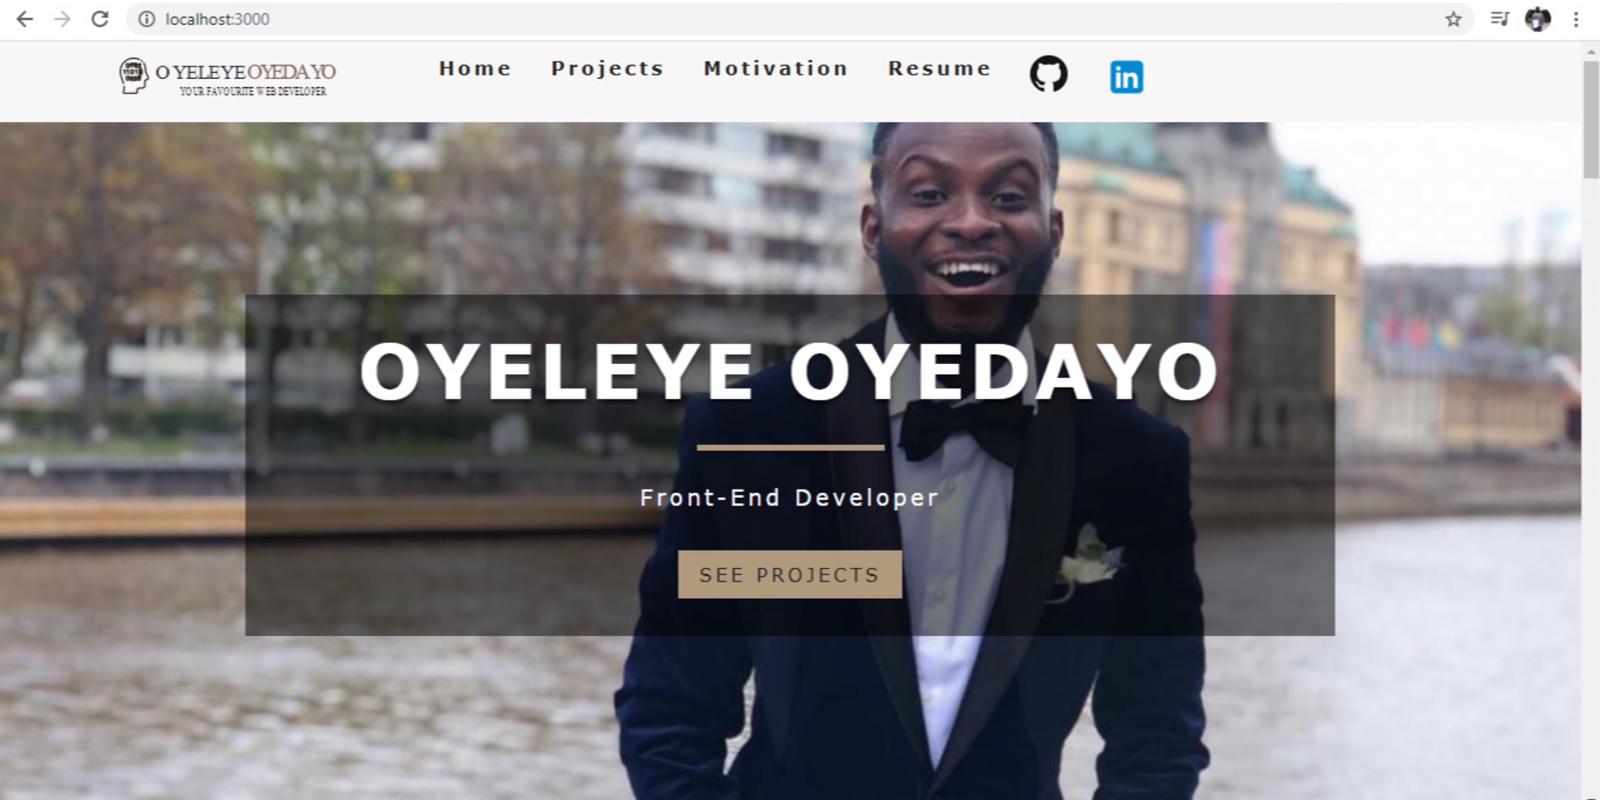 localhost:3000
OYELEYE OYEDAYO
YOUR FAVOURITE WEB DEVELOPER
Home Projects Motivation Resume in
OYELEYE OYEDAYO
Front-End Developer
SEE PROJECTS